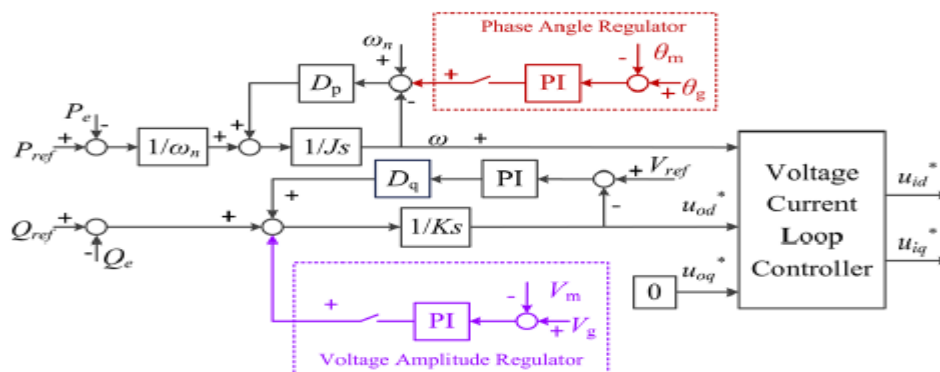 Phase Angle Regulator
ωn + - θm
Dp + PI + θg
Pe - + -
Pref + 1/ωn + 1/Js ω +
Dq PI + Vref
+ - uod*
Qref + + 1/Ks
- Qe
0 uoq*
Voltage
Current
Loop
Controller
uid*
uiq*
+ PI - Vm
+ Vg
Voltage Amplitude Regulator